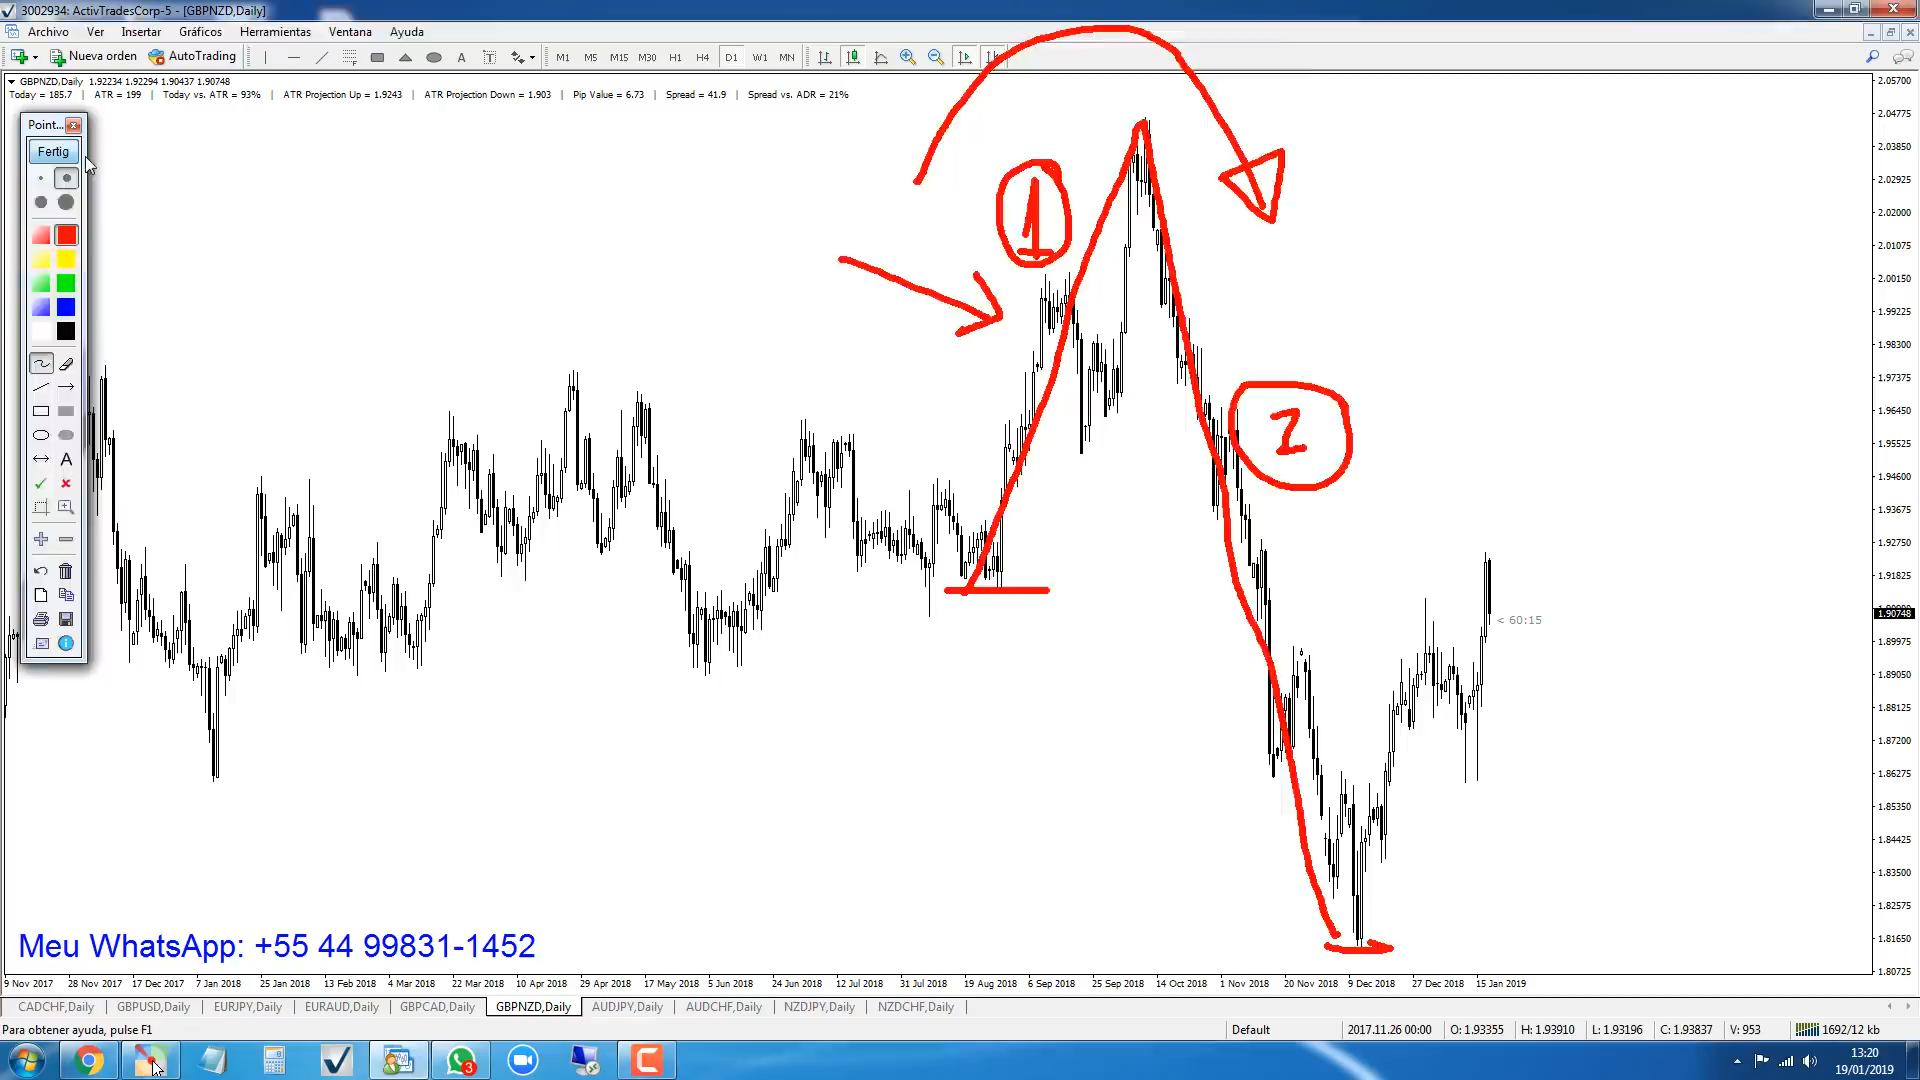 3002934: ActivTradesCorp-5 - [GBPNZD,Daily]
Archivo Ver Insertar Gráficos Herramientas Ventana Ayuda
Nueva orden AutoTrading A T M1 M5 M15 M30 H1 H4 D1 W1 MN
GBPNZD,Daily 1.92234 1.92294 1.90437 1.90748
Today = 185.7 | ATR = 199 | Today vs. ATR = 93% | ATR Projection Up = 1.9243 | ATR Projection Down = 1.903 | Pip Value = 6.73 | Spread = 41.9 | Spread vs. ADR = 21%
Point...
Fertig
A
1
2
< 60:15
2.05700
2.04775
2.03850
2.02925
2.02000
2.01075
2.00150
1.99225
1.98300
1.97375
1.96450
1.95525
1.94600
1.93675
1.92750
1.91825
1.90748
1.89975
1.89050
1.88125
1.87200
1.86275
1.85350
1.84425
1.83500
1.82575
1.81650
1.80725
Meu WhatsApp: +55 44 99831-1452
9 Nov 2017 28 Nov 2017 17 Dec 2017 7 Jan 2018 25 Jan 2018 13 Feb 2018 4 Mar 2018 22 Mar 2018 10 Apr 2018 29 Apr 2018 17 May 2018 5 Jun 2018 24 Jun 2018 12 Jul 2018 31 Jul 2018 19 Aug 2018 6 Sep 2018 25 Sep 2018 14 Oct 2018 1 Nov 2018 20 Nov 2018 9 Dec 2018 27 Dec 2018 15 Jan 2019
CADCHF,Daily GBPUSD,Daily EURJPY,Daily EURAUD,Daily GBPCAD,Daily GBPNZD,Daily AUDJPY,Daily AUDCHF,Daily NZDJPY,Daily NZDCHF,Daily
Para obtener ayuda, pulse F1 Default 2017.11.26 00:00 O: 1.93355 H: 1.93910 L: 1.93196 C: 1.93837 V: 953 1692/12 kb
3
13:20
19/01/2019